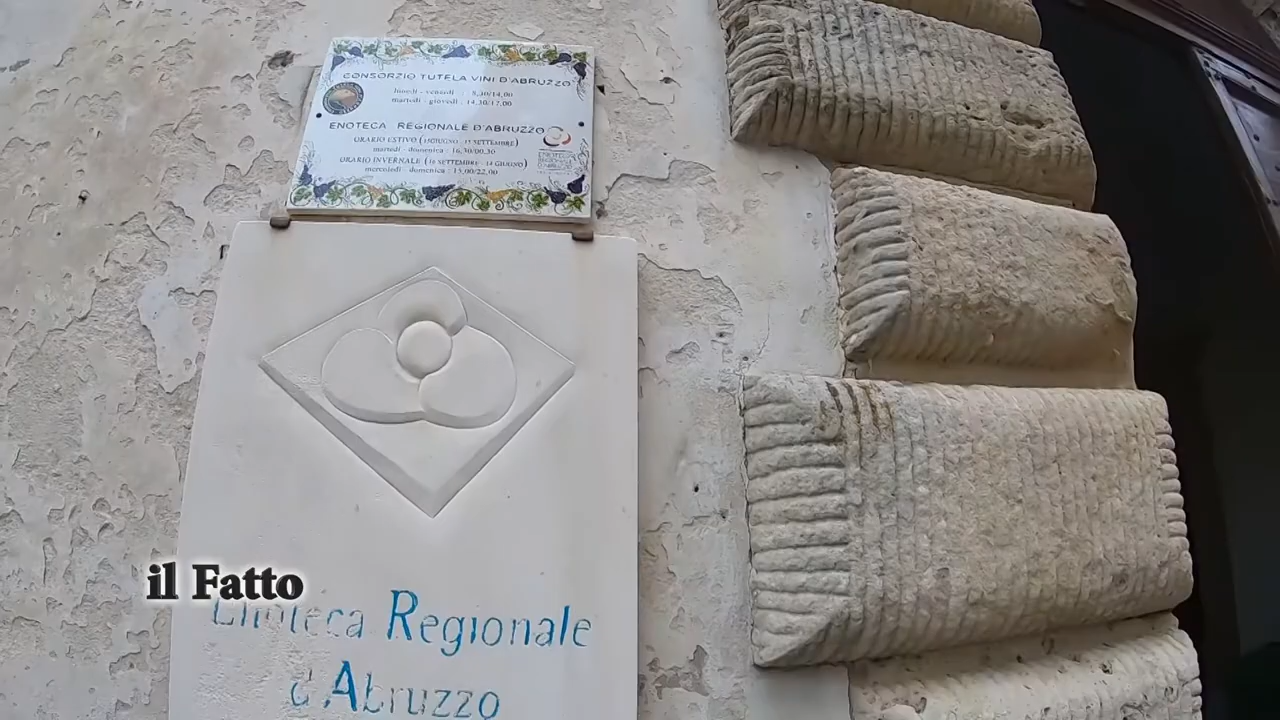 CONSORZIO TUTELA VINI D'ABRUZZO
lunedì - venerdì : 8,30/14,00
martedì - giovedì : 14,30/17,00
ENOTECA REGIONALE D'ABRUZZO
ORARIO ESTIVO (15 GIUGNO - 15 SETTEMBRE)
martedì - domenica : 16,30/00,30
ORARIO INVERNALE (16 SETTEMBRE - 14 GIUGNO)
mercoledì - domenica : 15,00/22,00
il Fatto
Enoteca Regionale
d'Abruzzo